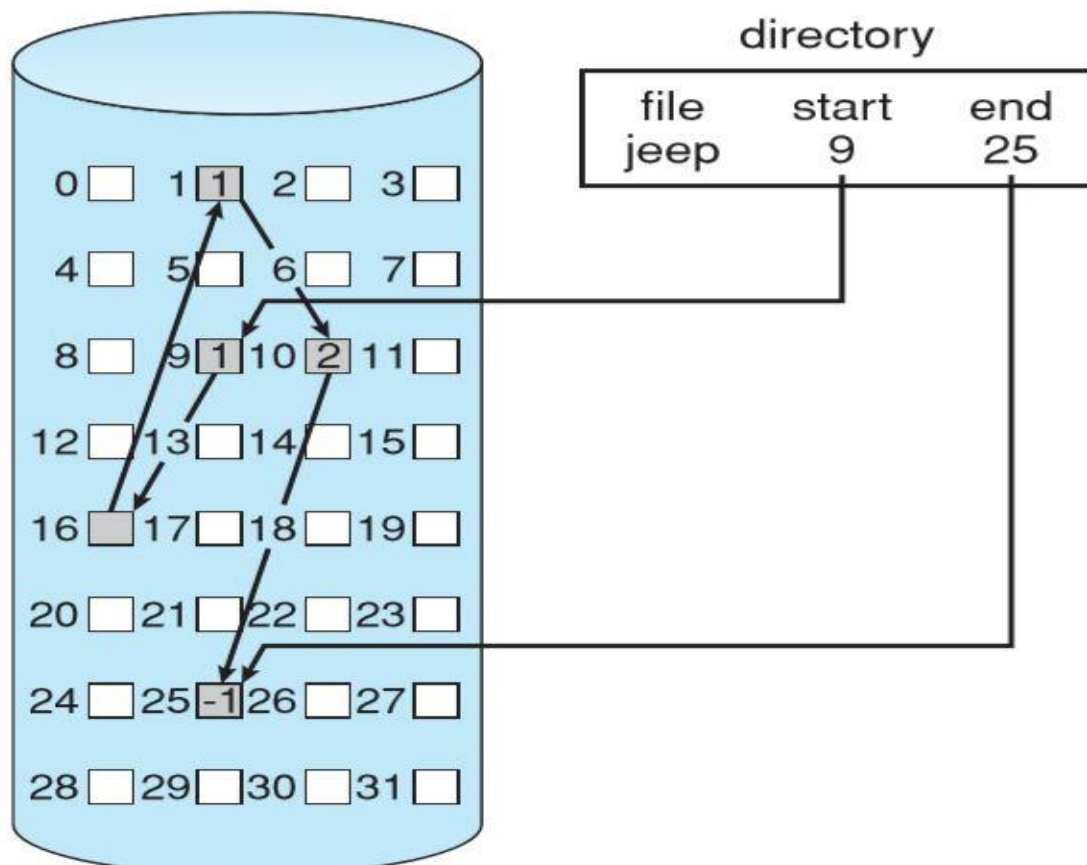 directory
file start end
jeep 9 25
0 1 1 2 3
4 5 6 7
8 9 1 10 2 11
12 13 14 15
16 17 18 19
20 21 22 23
24 25 -1 26 27
28 29 30 31